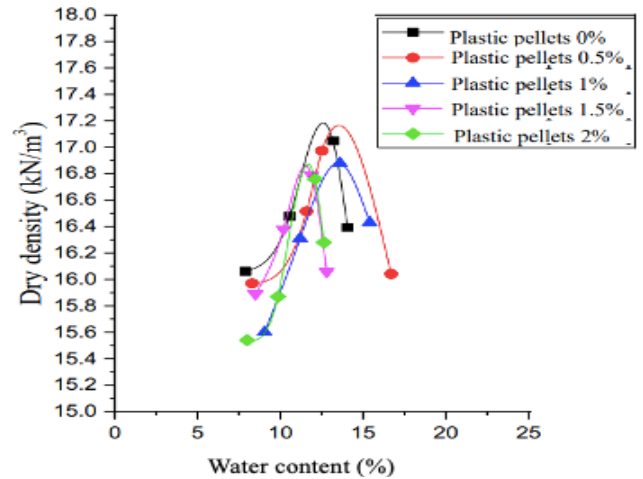 18.0
17.8
17.6
17.4
17.2
17.0
16.8
16.6
16.4
16.2
16.0
15.8
15.6
15.4
15.2
15.0
Dry density (kN/m³)
Plastic pellets 0%
Plastic pellets 0.5%
Plastic pellets 1%
Plastic pellets 1.5%
Plastic pellets 2%
0 5 10 15 20 25
Water content (%)